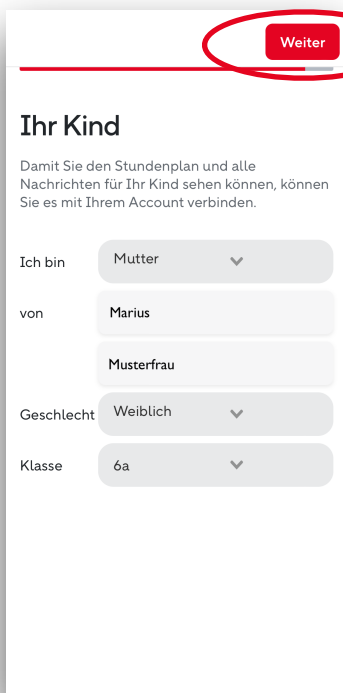 Weiter
Ihr Kind
Damit Sie den Stundenplan und alle
Nachrichten für Ihr Kind sehen können, können
Sie es mit Ihrem Account verbinden.
Ich bin Mutter
von Marius
Musterfrau
Geschlecht Weiblich
Klasse 6a